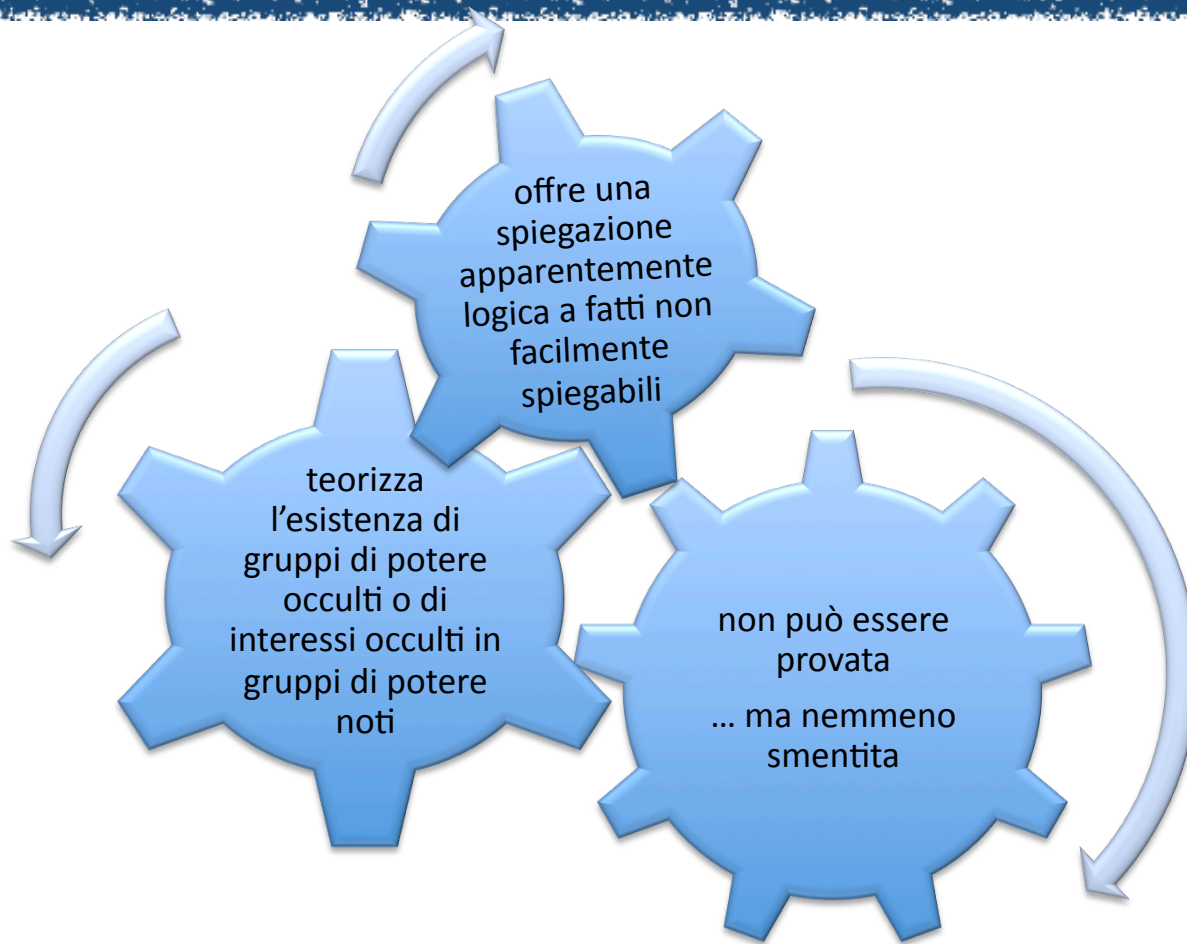 offre una
spiegazione
apparentemente
logica a fatti non
facilmente
spiegabili
teorizza
l'esistenza di
gruppi di potere
occulti o di
interessi occulti in
gruppi di potere
noti
non può essere
provata
... ma nemmeno
smentita